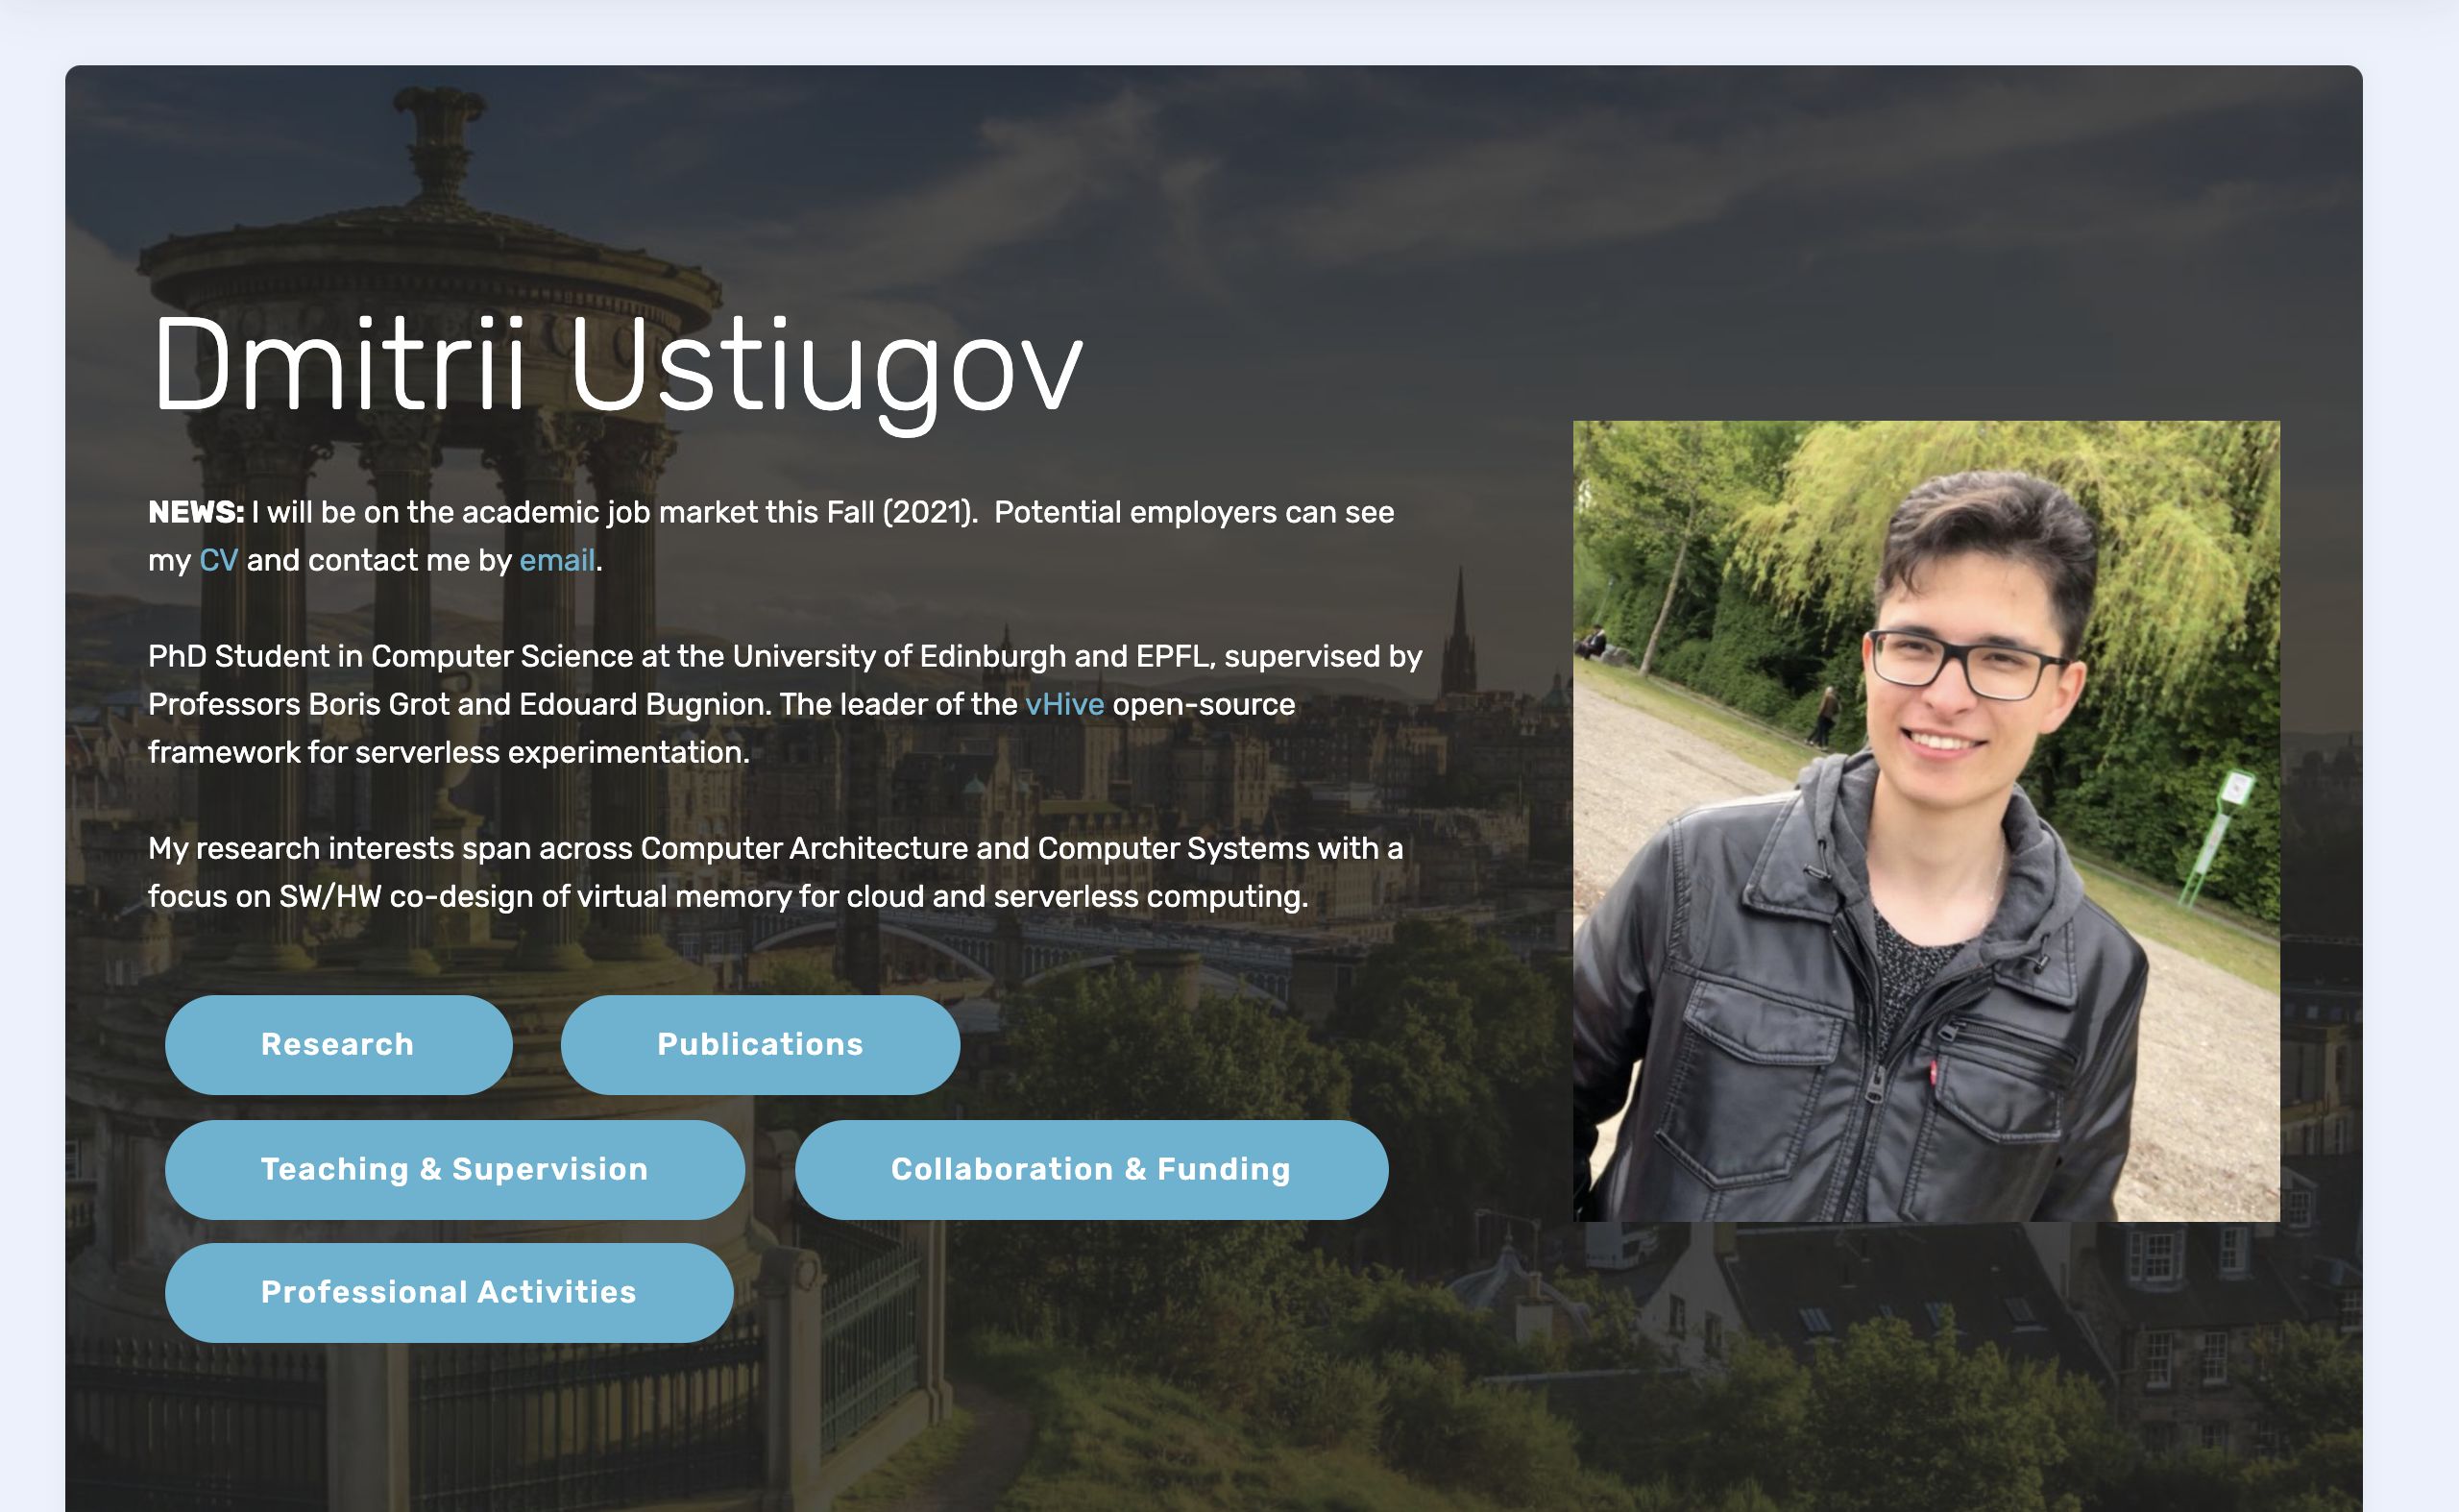 Dmitrii Ustiugov
NEWS: I will be on the academic job market this Fall (2021).  Potential employers can see
my CV and contact me by email.
PhD Student in Computer Science at the University of Edinburgh and EPFL, supervised by
Professors Boris Grot and Edouard Bugnion. The leader of the vHive open-source
framework for serverless experimentation.
My research interests span across Computer Architecture and Computer Systems with a
focus on SW/HW co-design of virtual memory for cloud and serverless computing.
Research
Publications
Teaching & Supervision
Collaboration & Funding
Professional Activities